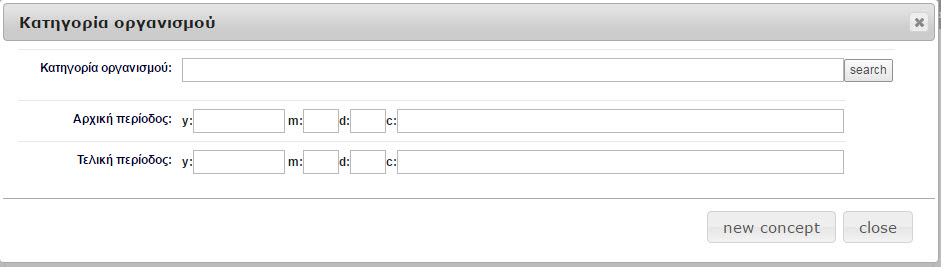 Κατηγορία οργανισμού
Κατηγορία οργανισμού: search
Αρχική περίοδος: y: m: d: c:
Τελική περίοδος: y: m: d: c:
new concept close